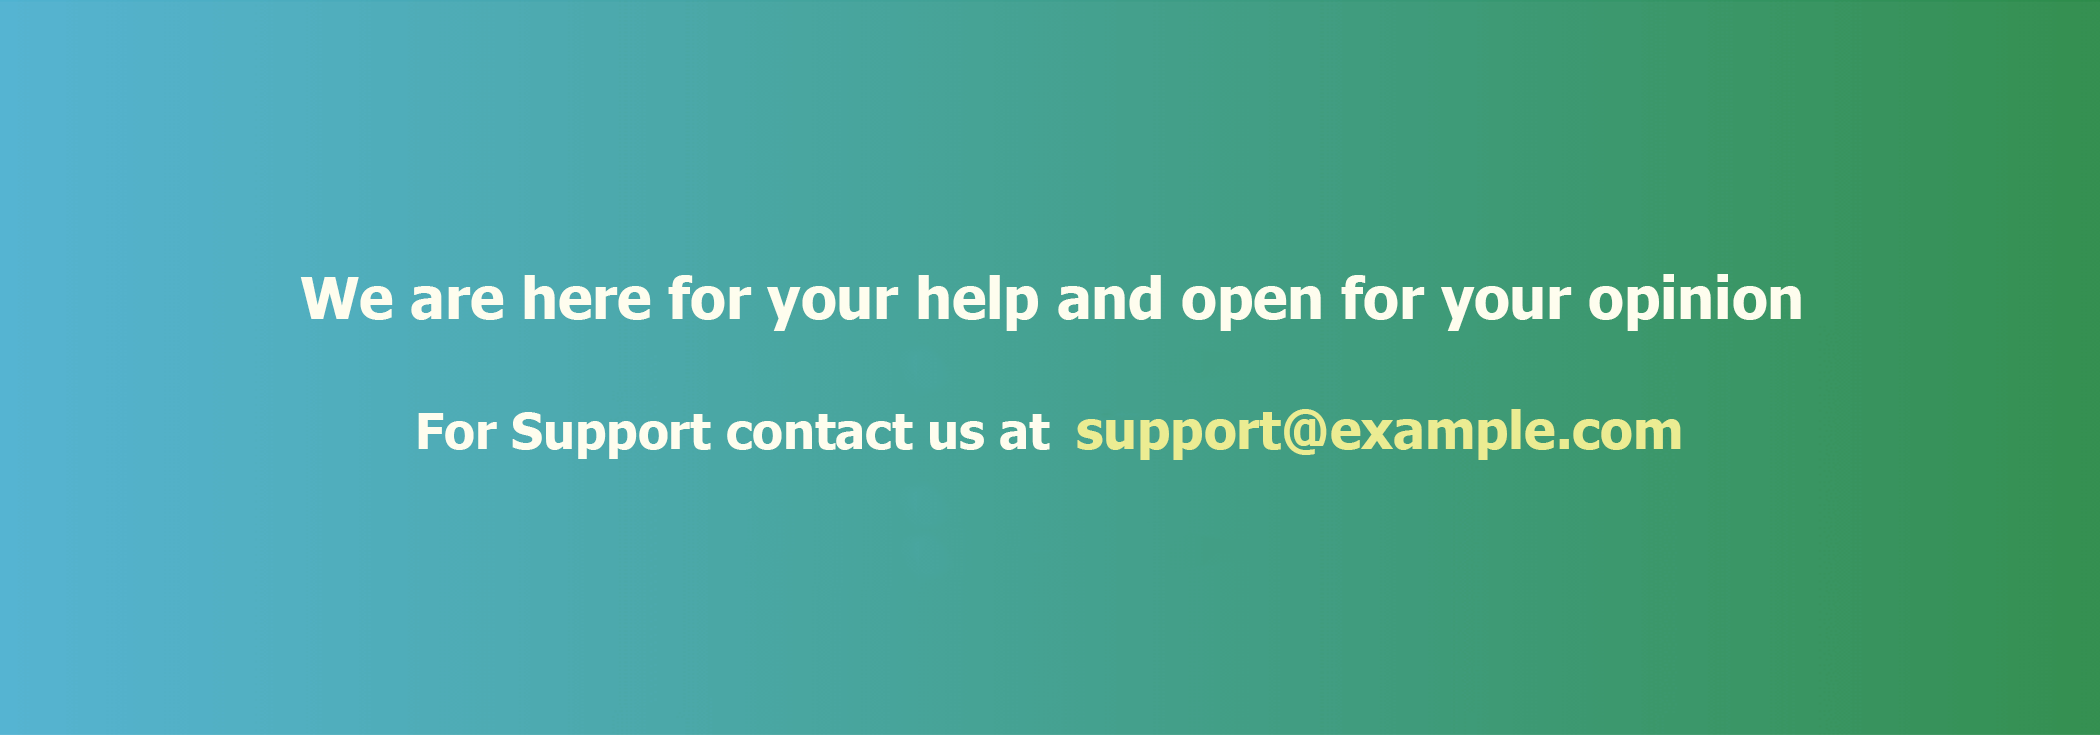 We are here for your help and open for your opinion
For Support contact us at support@example.com